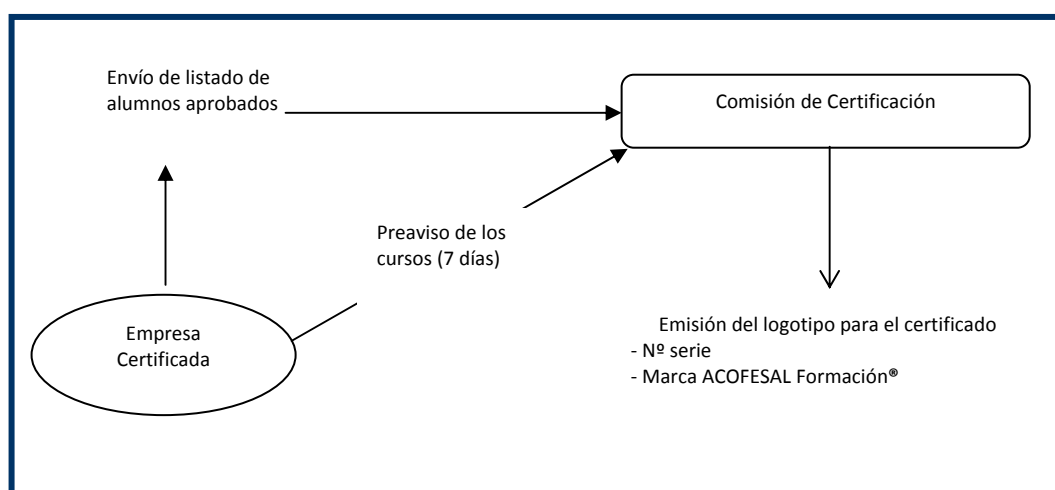 Envío de listado de
alumnos aprobados
Comisión de Certificación
Preaviso de los
cursos (7 días)
Empresa
Certificada
Emisión del logotipo para el certificado
- Nº serie
- Marca ACOFESAL Formación®